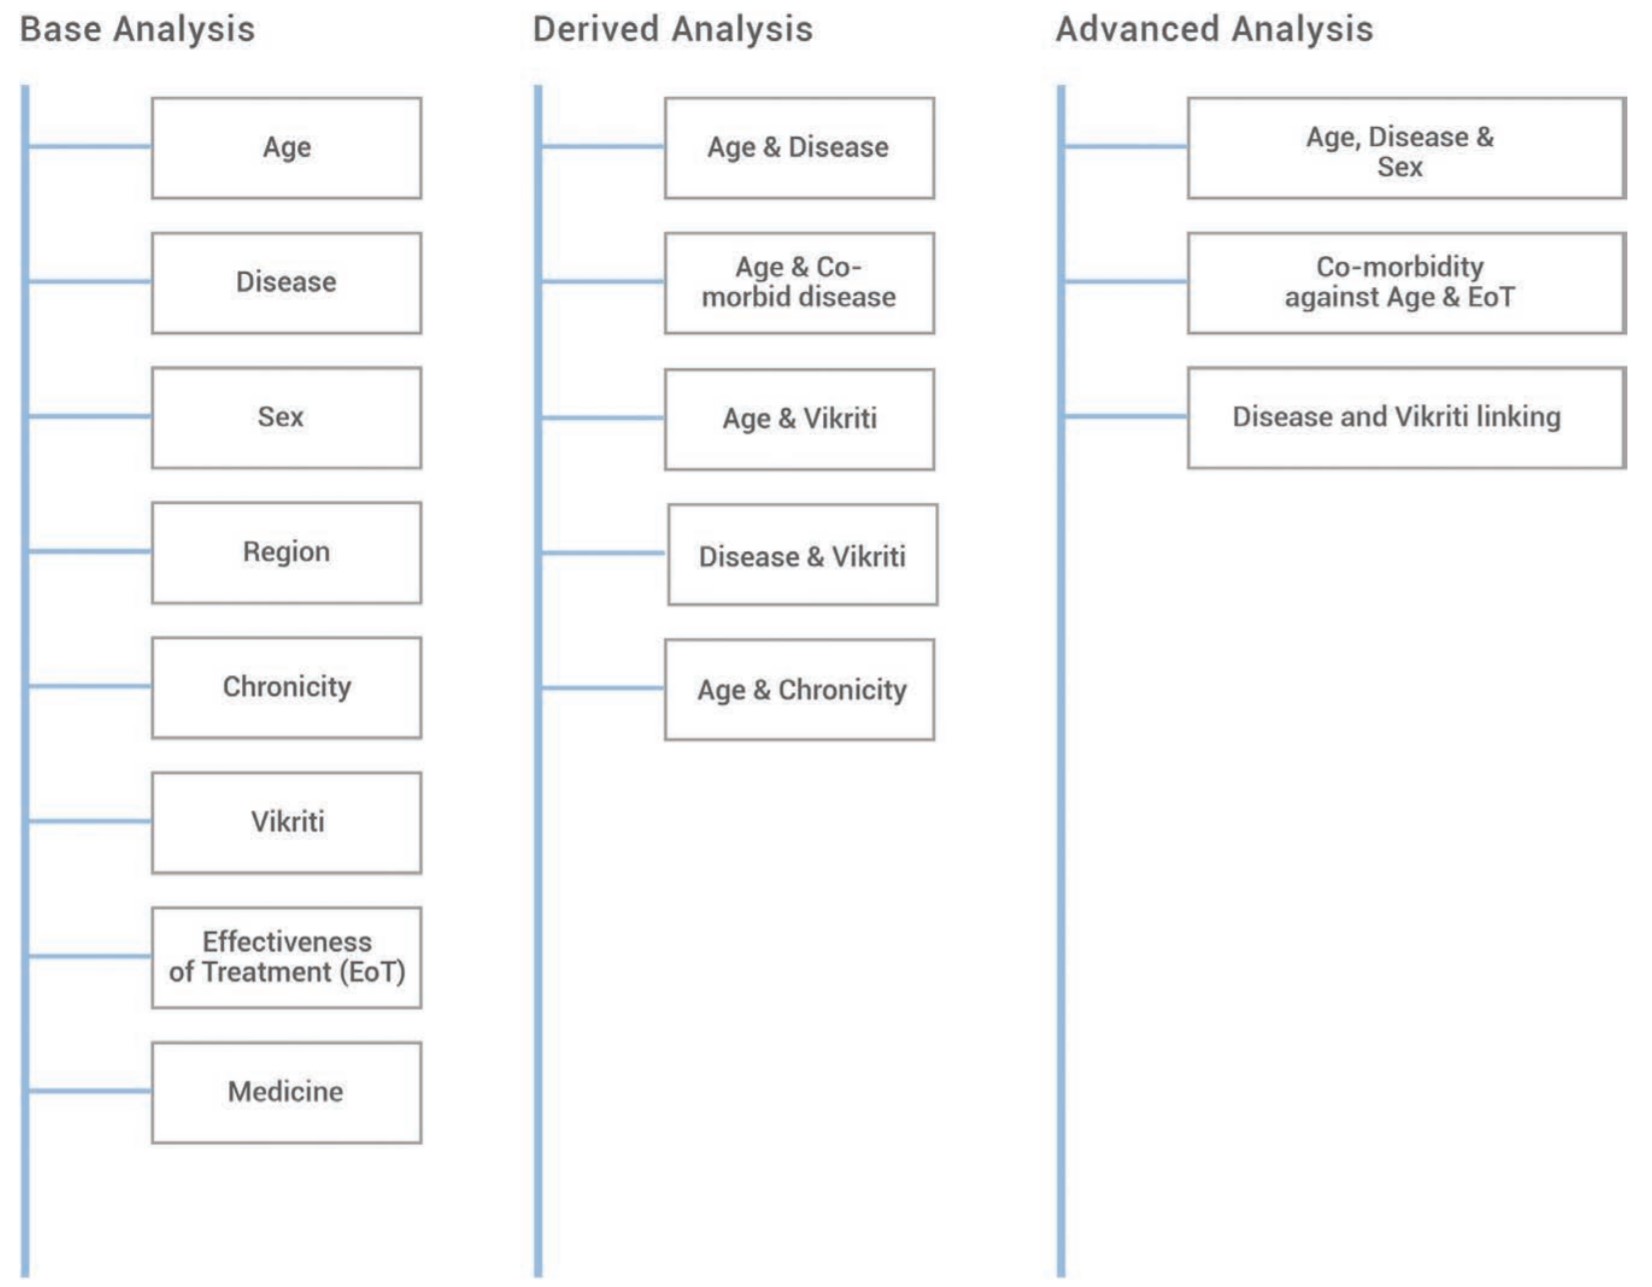 Base Analysis
Age
Disease
Sex
Region
Chronicity
Vikriti
Effectiveness
of Treatment (EoT)
Medicine
Derived Analysis
Age & Disease
Age & Co-
morbid disease
Age & Vikriti
Disease & Vikriti
Age & Chronicity
Advanced Analysis
Age, Disease &
Sex
Co-morbidity
against Age & EoT
Disease and Vikriti linking